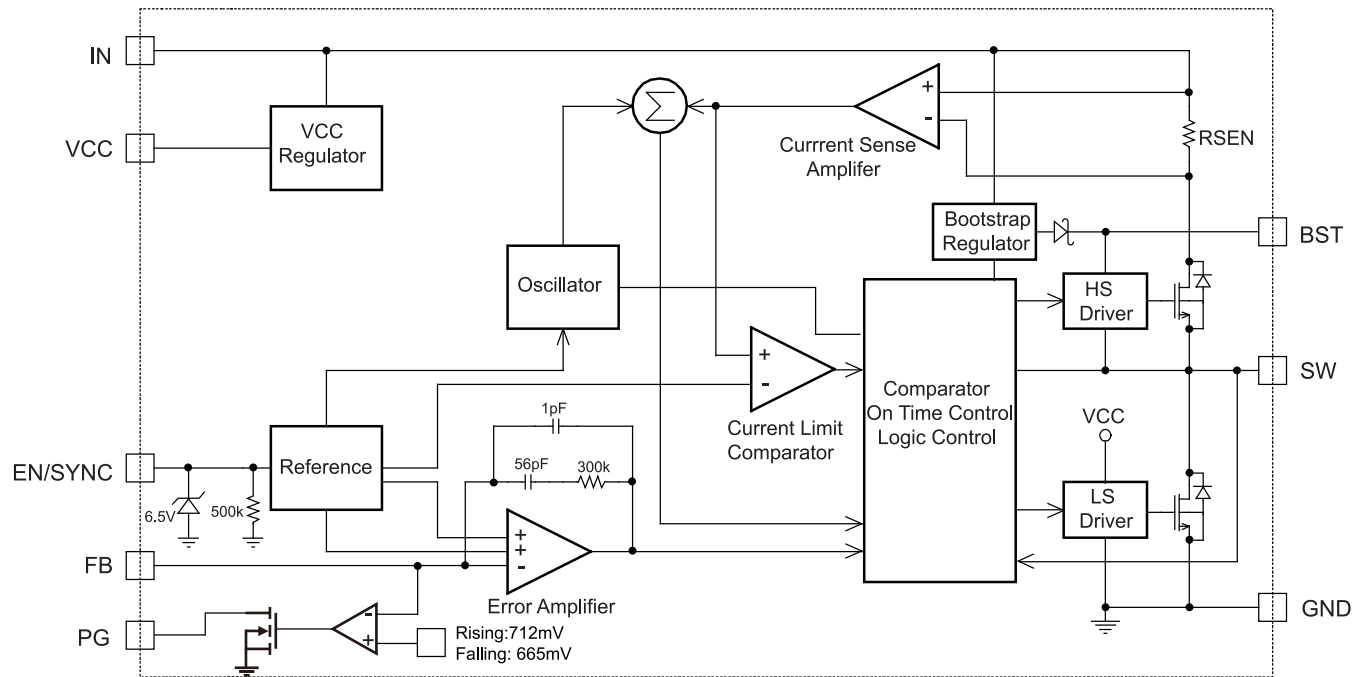 IN
VCC
VCC
Regulator
Σ
+
-
Currrent Sense
Amplifer
RSEN
Bootstrap
Regulator
BST
Oscillator
HS
Driver
+
-
Current Limit
Comparator
Comparator
On Time Control
Logic Control
SW
VCC
1pF
56pF
300k
EN/SYNC
Reference
6.5V
500k
LS
Driver
+
+
-
Error Amplifier
FB
PG
-
+
Rising:712mV
Falling: 665mV
GND